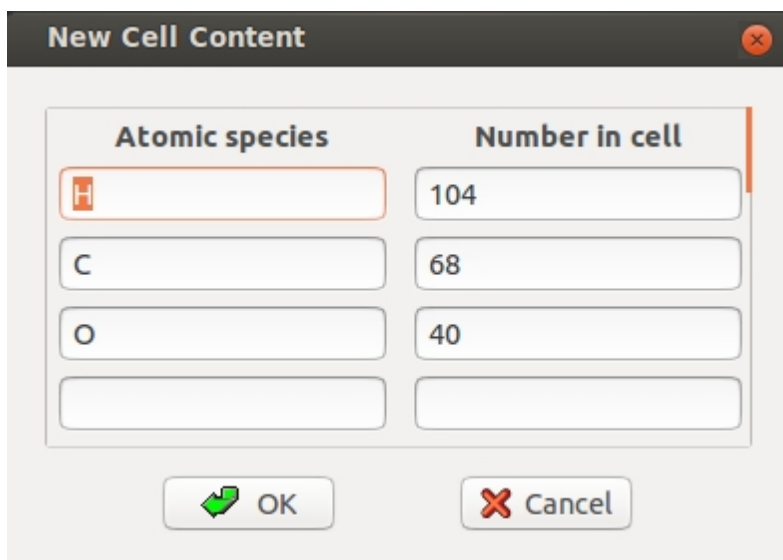 New Cell Content
Atomic species Number in cell
H 104
C 68
O 40
OK Cancel